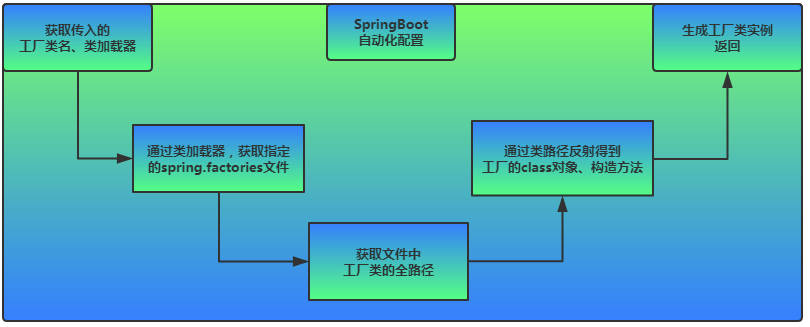 获取传入的
工厂类名、类加载器
SpringBoot
自动化配置
生成工厂类实例
返回
通过类加载器，获取指定
的spring.factories文件
通过类路径反射得到
工厂的class对象、构造方法
获取文件中
工厂类的全路径